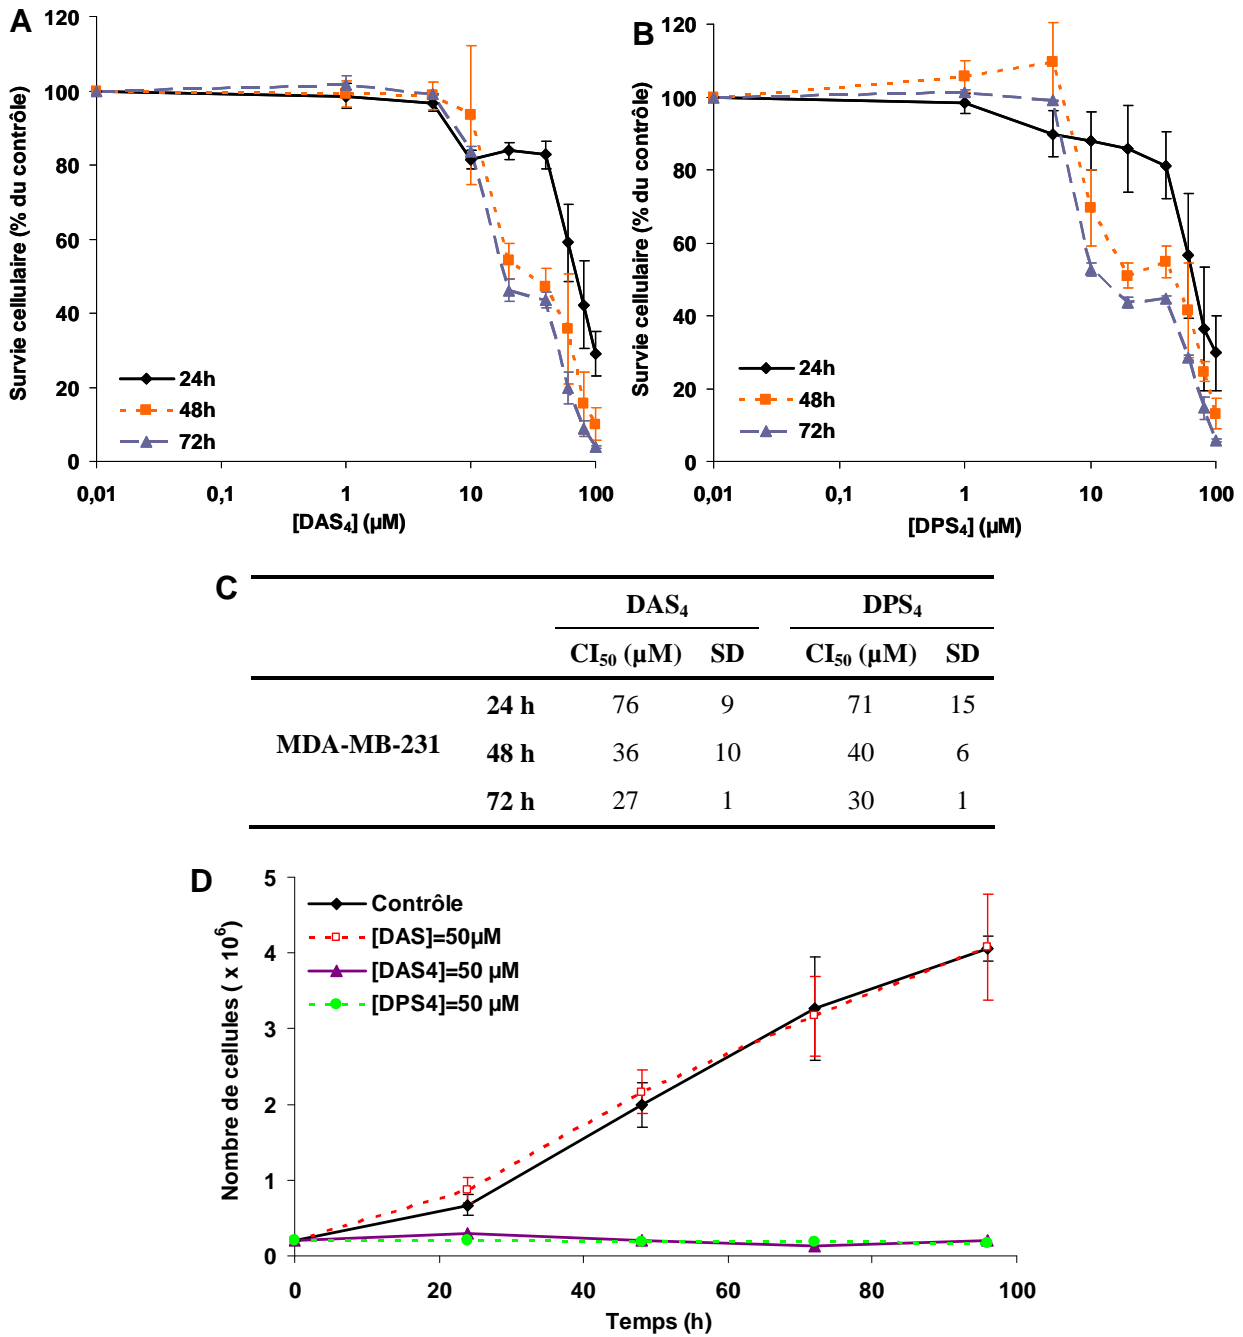 A
120
100
80
60
40
20
0
Survie cellulaire (% du contrôle)
24h
48h
72h
0,01 0,1 1 10 100
[DAS4] (µM)
B
120
100
80
60
40
20
0
Survie cellulaire (% du contrôle)
24h
48h
72h
0,01 0,1 1 10 100
[DPS4] (µM)
C
DAS4 DPS4
CI50 (µM) SD CI50 (µM) SD
MDA-MB-231
24 h 76 9 71 15
48 h 36 10 40 6
72 h 27 1 30 1
D
5
4
3
2
1
0
Nombre de cellules ( x 10⁶)
Contrôle
[DAS]=50µM
[DAS4]=50 µM
[DPS4]=50 µM
0 20 40 60 80 100
Temps (h)